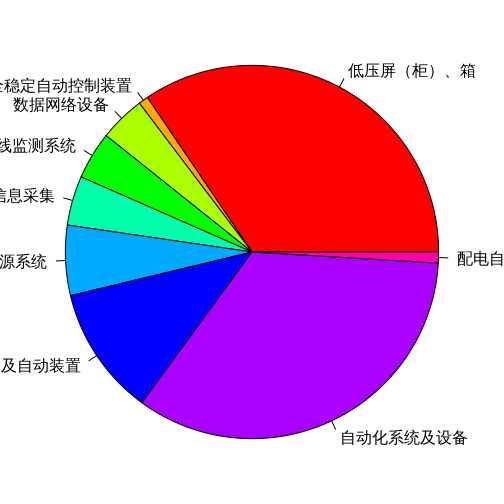 低压屏（柜）、箱
全稳定自动控制装置
数据网络设备
线监测系统
信息采集
源系统
配电自
及自动装置
自动化系统及设备